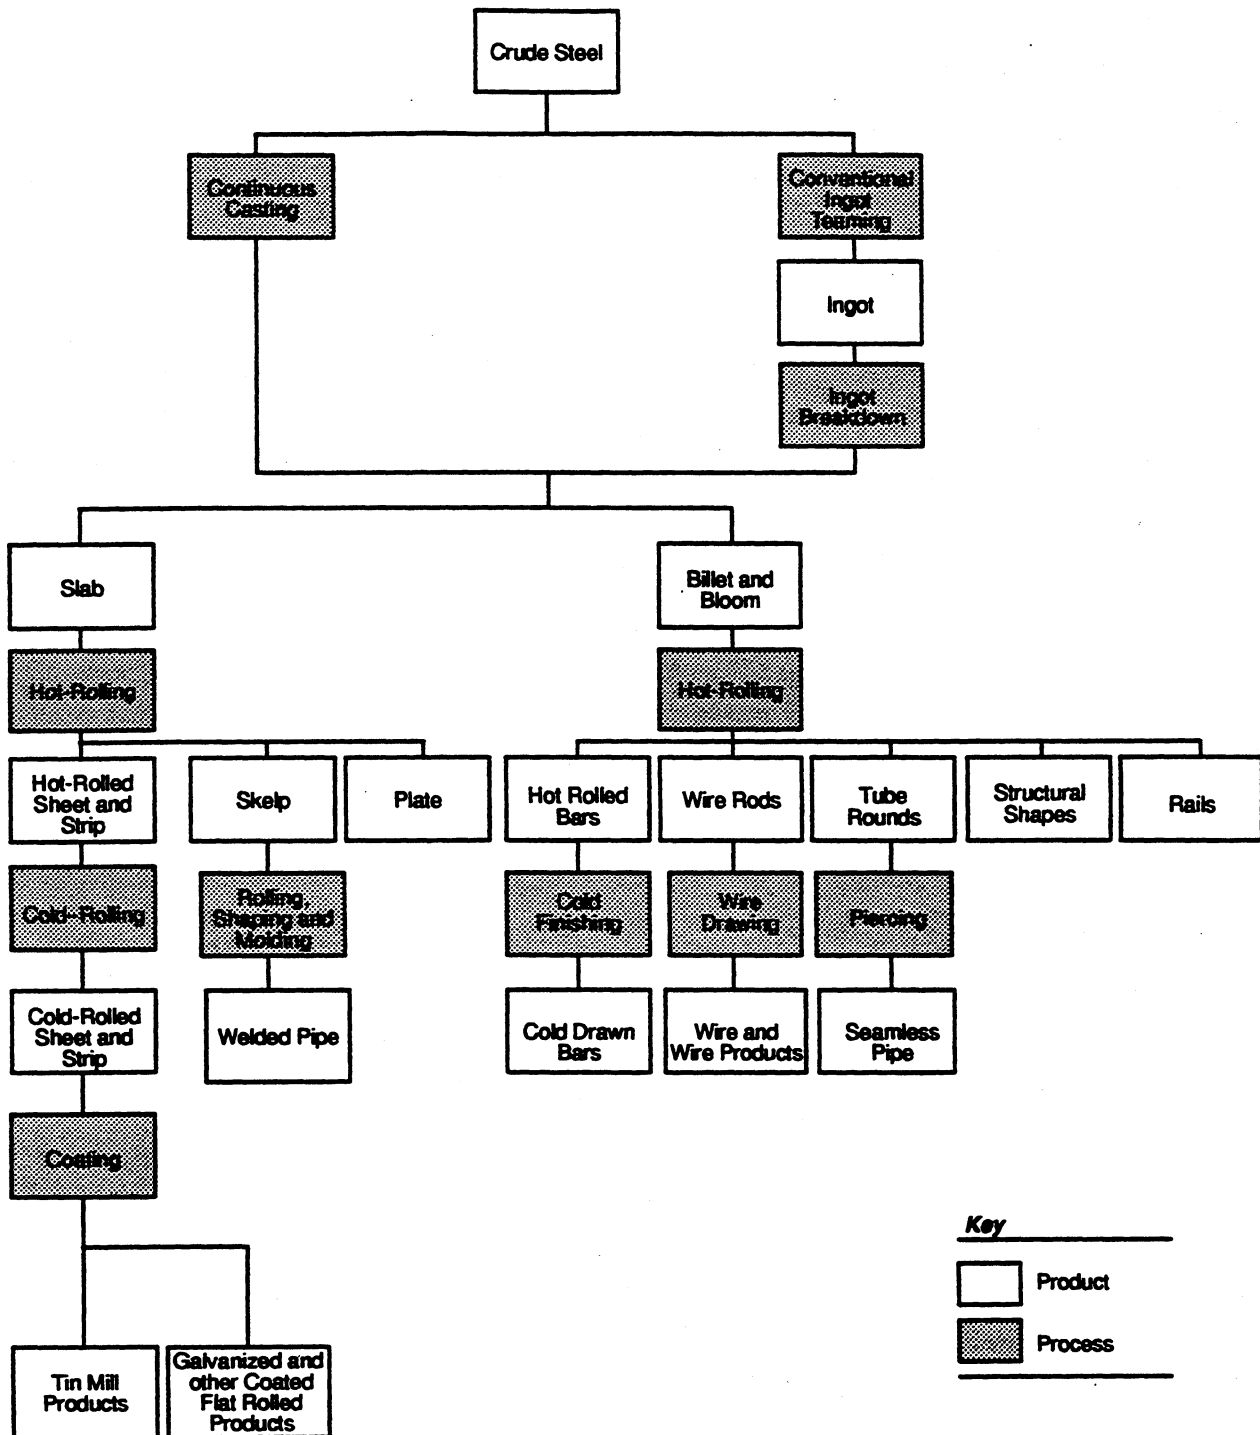 Crude Steel
Continuous
Casting
Conventional
Ingot
Teaming
Ingot
Ingot
Breakdown
Slab
Billet and
Bloom
Hot-Rolling
Hot-Rolling
Hot-Rolled
Sheet and
Strip
Skelp
Plate
Hot Rolled
Bars
Wire Rods
Tube
Rounds
Structural
Shapes
Rails
Cold-Rolling
Rolling,
Shaping and
Molding
Cold
Finishing
Wire
Drawing
Piercing
Cold-Rolled
Sheet and
Strip
Welded Pipe
Cold Drawn
Bars
Wire and
Wire Products
Seamless
Pipe
Coating
Key
Product
Process
Tin Mill
Products
Galvanized and
other Coated
Flat Rolled
Products